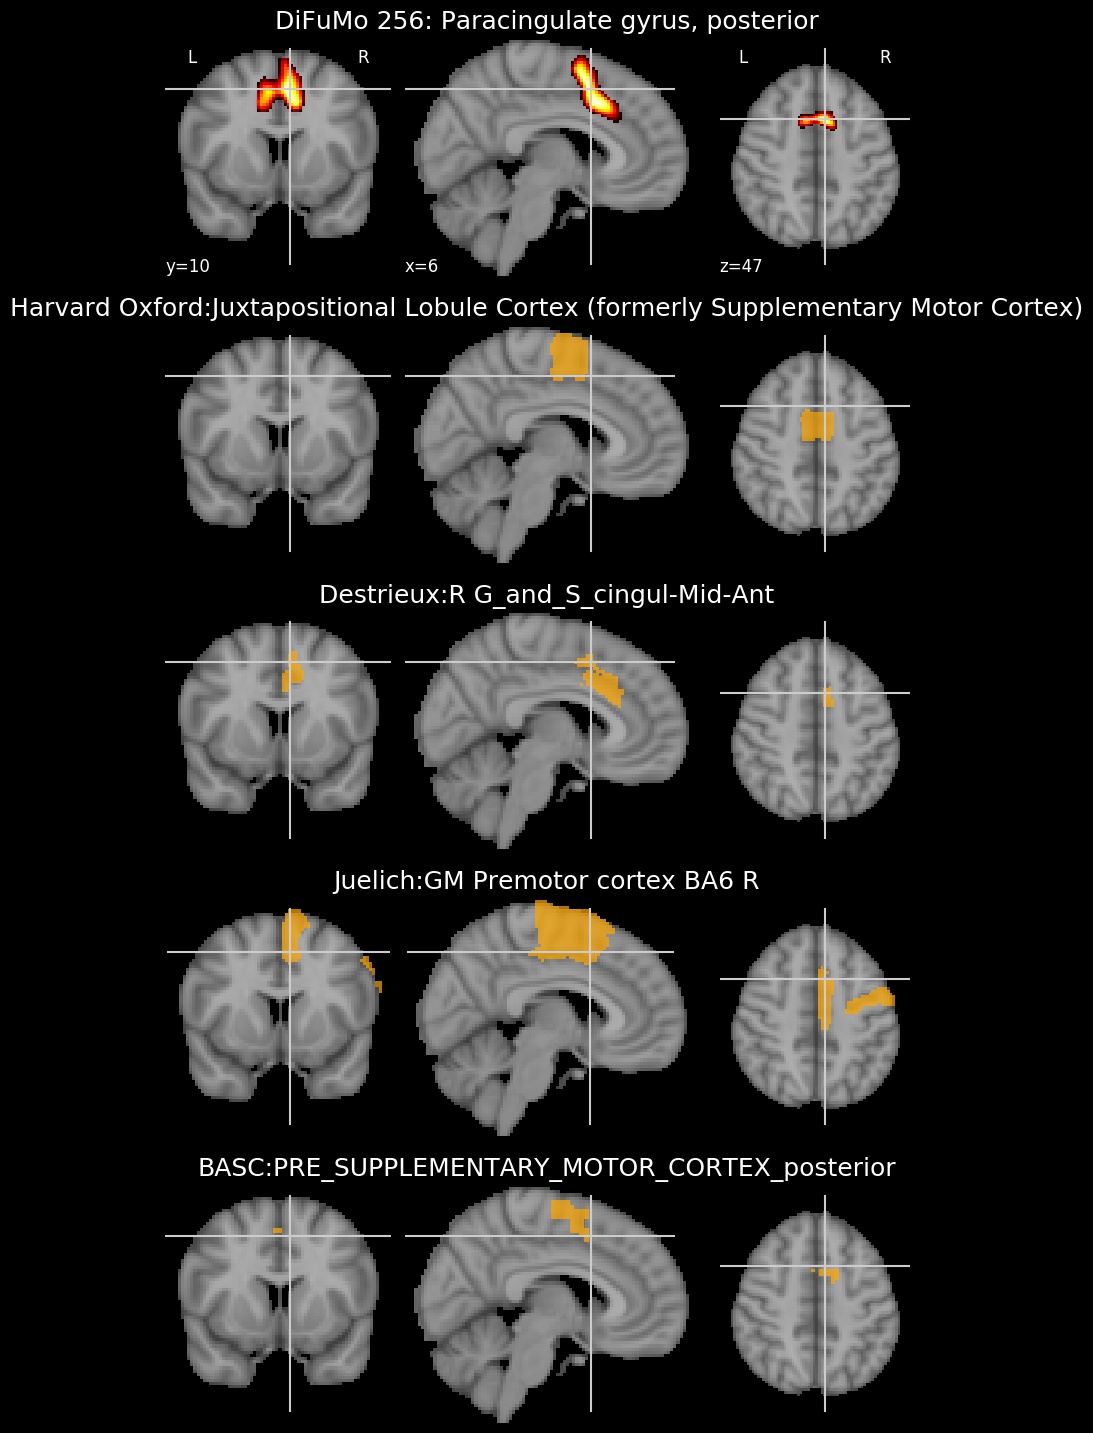 DiFuMo 256: Paracingulate gyrus, posterior
L R L R
y=10 x=6 z=47
Harvard Oxford:Juxtapositional Lobule Cortex (formerly Supplementary Motor Cortex)
Destrieux:R G_and_S_cingul-Mid-Ant
Juelich:GM Premotor cortex BA6 R
BASC:PRE_SUPPLEMENTARY_MOTOR_CORTEX_posterior